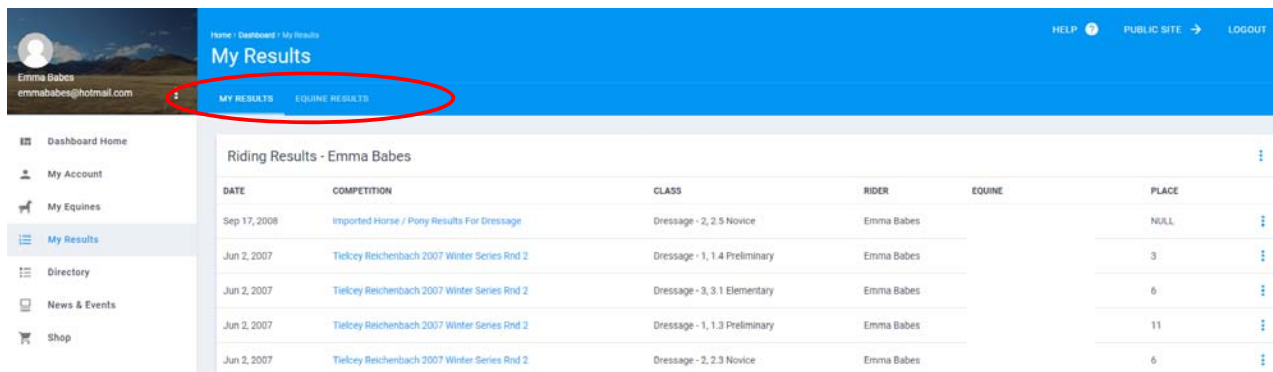 Home › Dashboard › My Results
HELP ? PUBLIC SITE → LOGOUT
My Results
Emma Babes
emmababes@hotmail.com
MY RESULTS EQUINE RESULTS
Dashboard Home
My Account
My Equines
My Results
Directory
News & Events
Shop
Riding Results - Emma Babes
DATE COMPETITION CLASS RIDER EQUINE PLACE
Sep 17, 2008 Imported Horse / Pony Results For Dressage Dressage - 2, 2.5 Novice Emma Babes NULL
Jun 2, 2007 Tielcey Reichenbach 2007 Winter Series Rnd 2 Dressage - 1, 1.4 Preliminary Emma Babes 3
Jun 2, 2007 Tielcey Reichenbach 2007 Winter Series Rnd 2 Dressage - 3, 3.1 Elementary Emma Babes 6
Jun 2, 2007 Tielcey Reichenbach 2007 Winter Series Rnd 2 Dressage - 1, 1.3 Preliminary Emma Babes 11
Jun 2, 2007 Tielcey Reichenbach 2007 Winter Series Rnd 2 Dressage - 2, 2.3 Novice Emma Babes 6